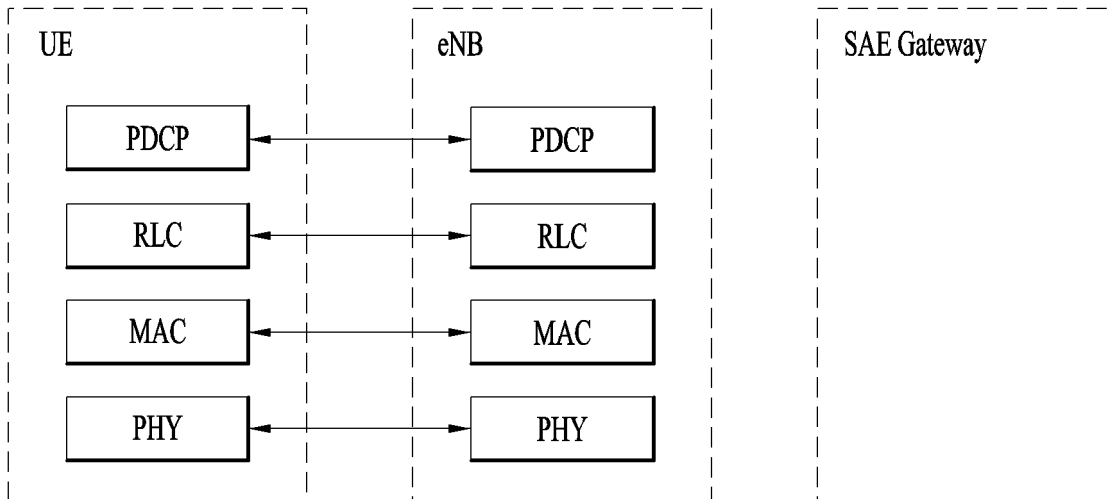 UE
eNB
SAE Gateway
PDCP
PDCP
RLC
RLC
MAC
MAC
PHY
PHY